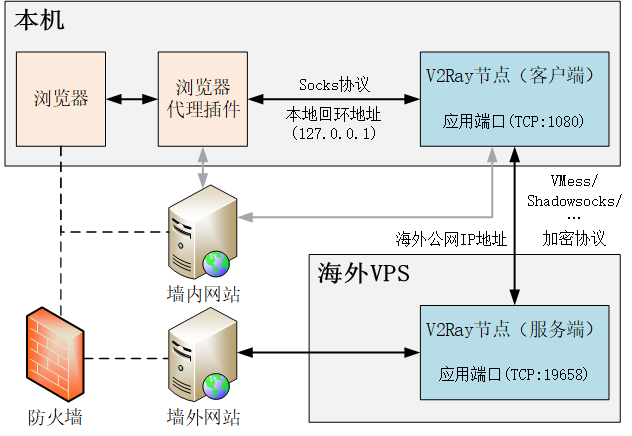 本机
浏览器
浏览器
代理插件
Socks协议
本地回环地址
(127.0.0.1)
V2Ray节点（客户端）
应用端口(TCP:1080)
VMess/
Shadowsocks/
…
加密协议
海外公网IP地址
墙内网站
海外VPS
V2Ray节点（服务端）
应用端口(TCP:19658)
防火墙
墙外网站